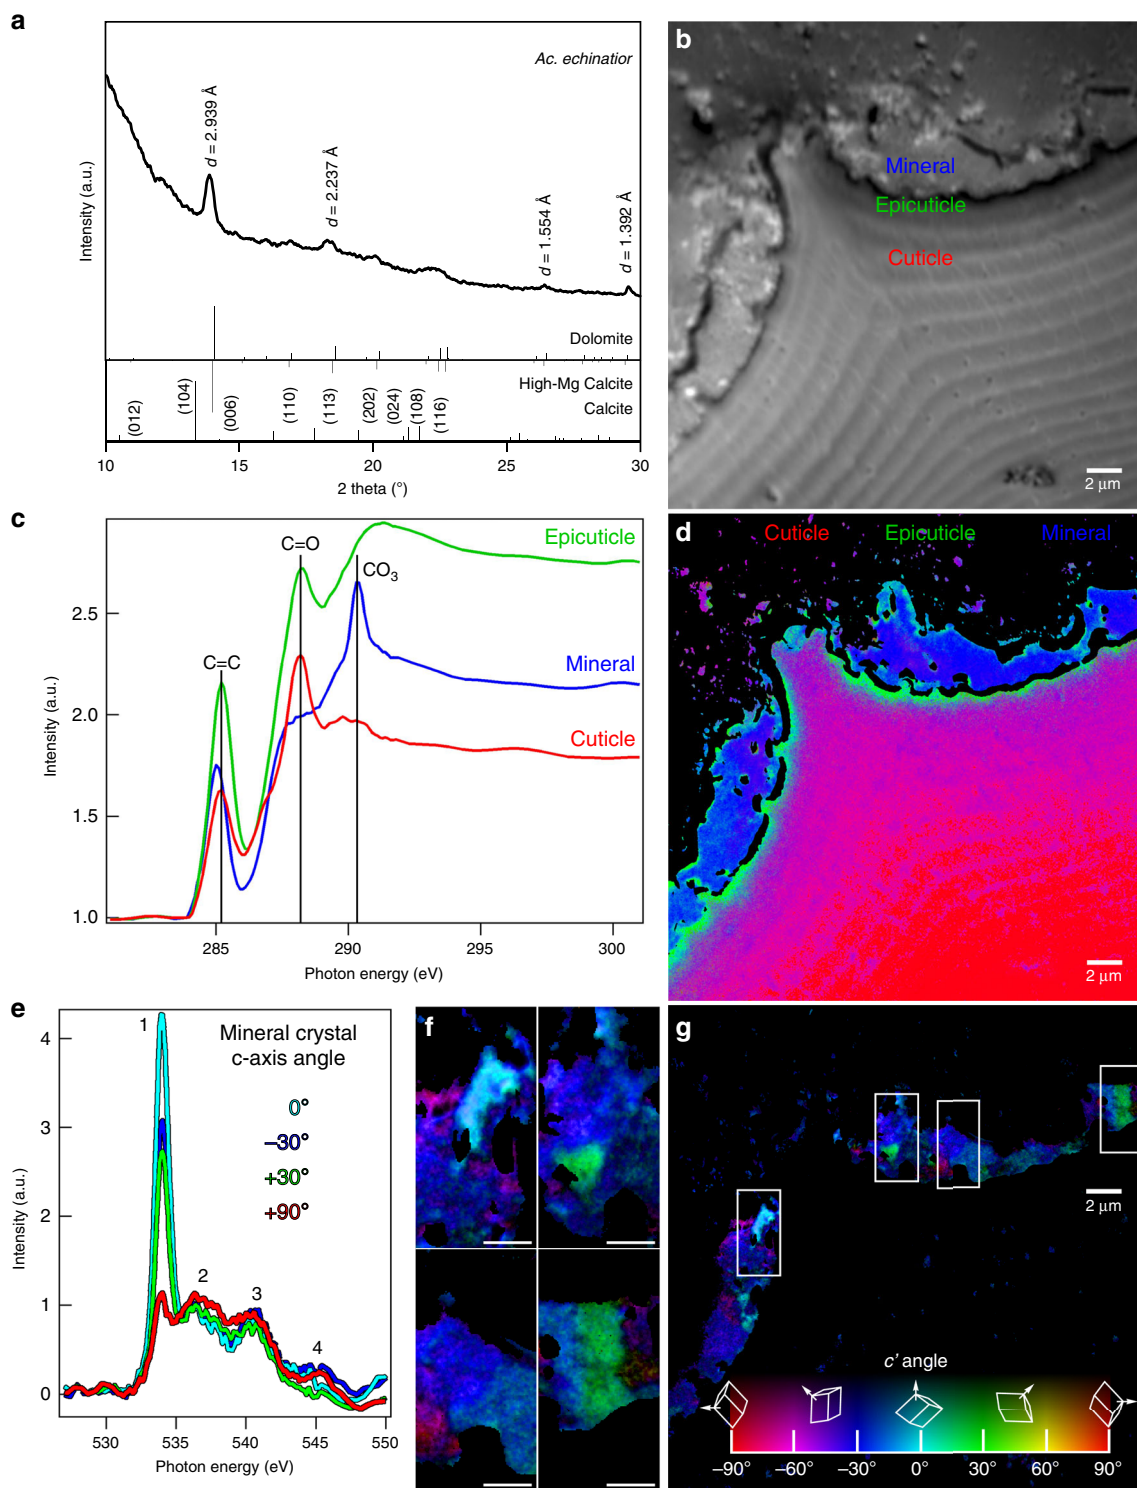 a
Ac. echinatior
Intensity (a.u.)
d = 2.939 Å
d = 2.237 Å
d = 1.554 Å
d = 1.392 Å
Dolomite
High-Mg Calcite
Calcite
(012)
(104)
(006)
(110)
(113)
(202)
(024)
(108)
(116)
10
15
20
25
30
2 theta (°)
b
Mineral
Epicuticle
Cuticle
2 μm
c
C=C
C=O
CO3
Epicuticle
Mineral
Cuticle
Intensity (a.u.)
2.5
2.0
1.5
1.0
285
290
295
300
Photon energy (eV)
d
Cuticle Epicuticle Mineral
2 μm
e
Mineral crystal
c-axis angle
0°
–30°
+30°
+90°
1
2
3
4
Intensity (a.u.)
4
3
2
1
0
530
535
540
545
550
Photon energy (eV)
f
g
2 μm
c' angle
–90° –60° –30° 0° 30° 60° 90°